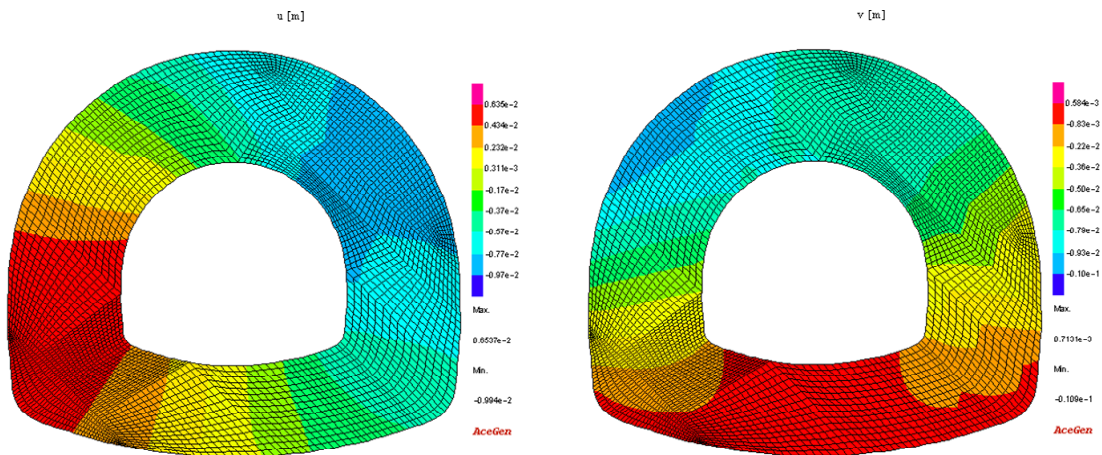 u [m]
0.635e-2
0.434e-2
0.232e-2
0.311e-3
-0.17e-2
-0.37e-2
-0.57e-2
-0.77e-2
-0.97e-2
Max.
0.6537e-2
Min.
-0.994e-2
AceGen
v [m]
0.584e-3
-0.83e-3
-0.22e-2
-0.36e-2
-0.50e-2
-0.65e-2
-0.79e-2
-0.93e-2
-0.10e-1
Max.
0.7131e-3
Min.
-0.109e-1
AceGen